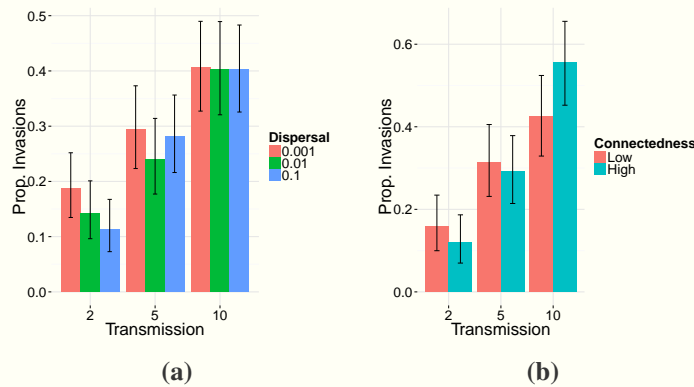 0.5
0.4
0.3
0.2
0.1
0.0
Prop. Invasions
2 5 10
Transmission
Dispersal
0.001
0.01
0.1
(a)
0.6
0.4
0.2
0.0
Prop. Invasions
2 5 10
Transmission
Connectedness
Low
High
(b)